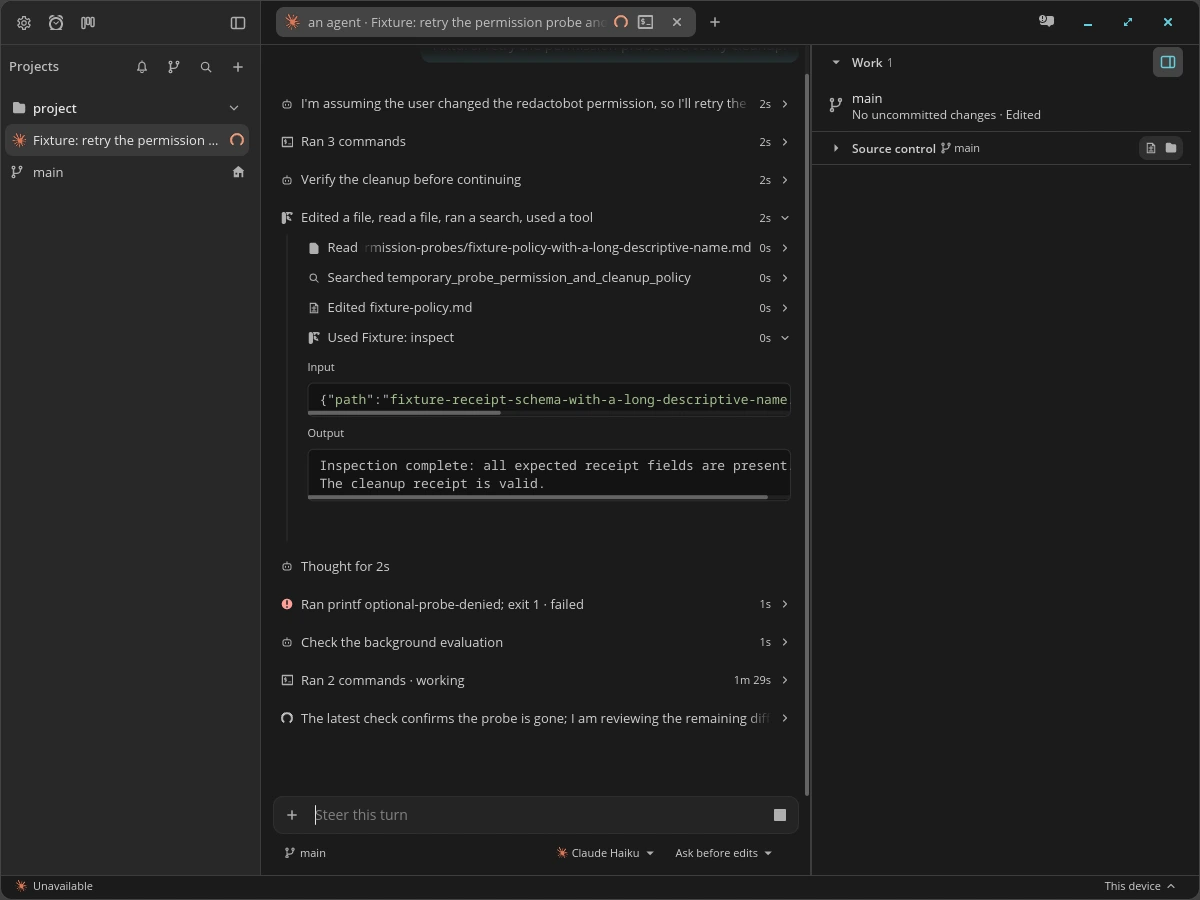 an agent · Fixture: retry the permission probe and
Projects
project
Fixture: retry the permission ...
main
I'm assuming the user changed the redactobot permission, so I'll retry the 2s
Ran 3 commands 2s
Verify the cleanup before continuing 2s
Edited a file, read a file, ran a search, used a tool 2s
Read rmission-probes/fixture-policy-with-a-long-descriptive-name.md 0s
Searched temporary_probe_permission_and_cleanup_policy 0s
Edited fixture-policy.md 0s
Used Fixture: inspect 0s
Input
{"path":"fixture-receipt-schema-with-a-long-descriptive-name
Output
Inspection complete: all expected receipt fields are present.
The cleanup receipt is valid.
Thought for 2s
Ran printf optional-probe-denied; exit 1 · failed 1s
Check the background evaluation 1s
Ran 2 commands · working 1m 29s
The latest check confirms the probe is gone; I am reviewing the remaining diff
Steer this turn
main Claude Haiku Ask before edits
Work 1
main
No uncommitted changes · Edited
Source control main
Unavailable
This device